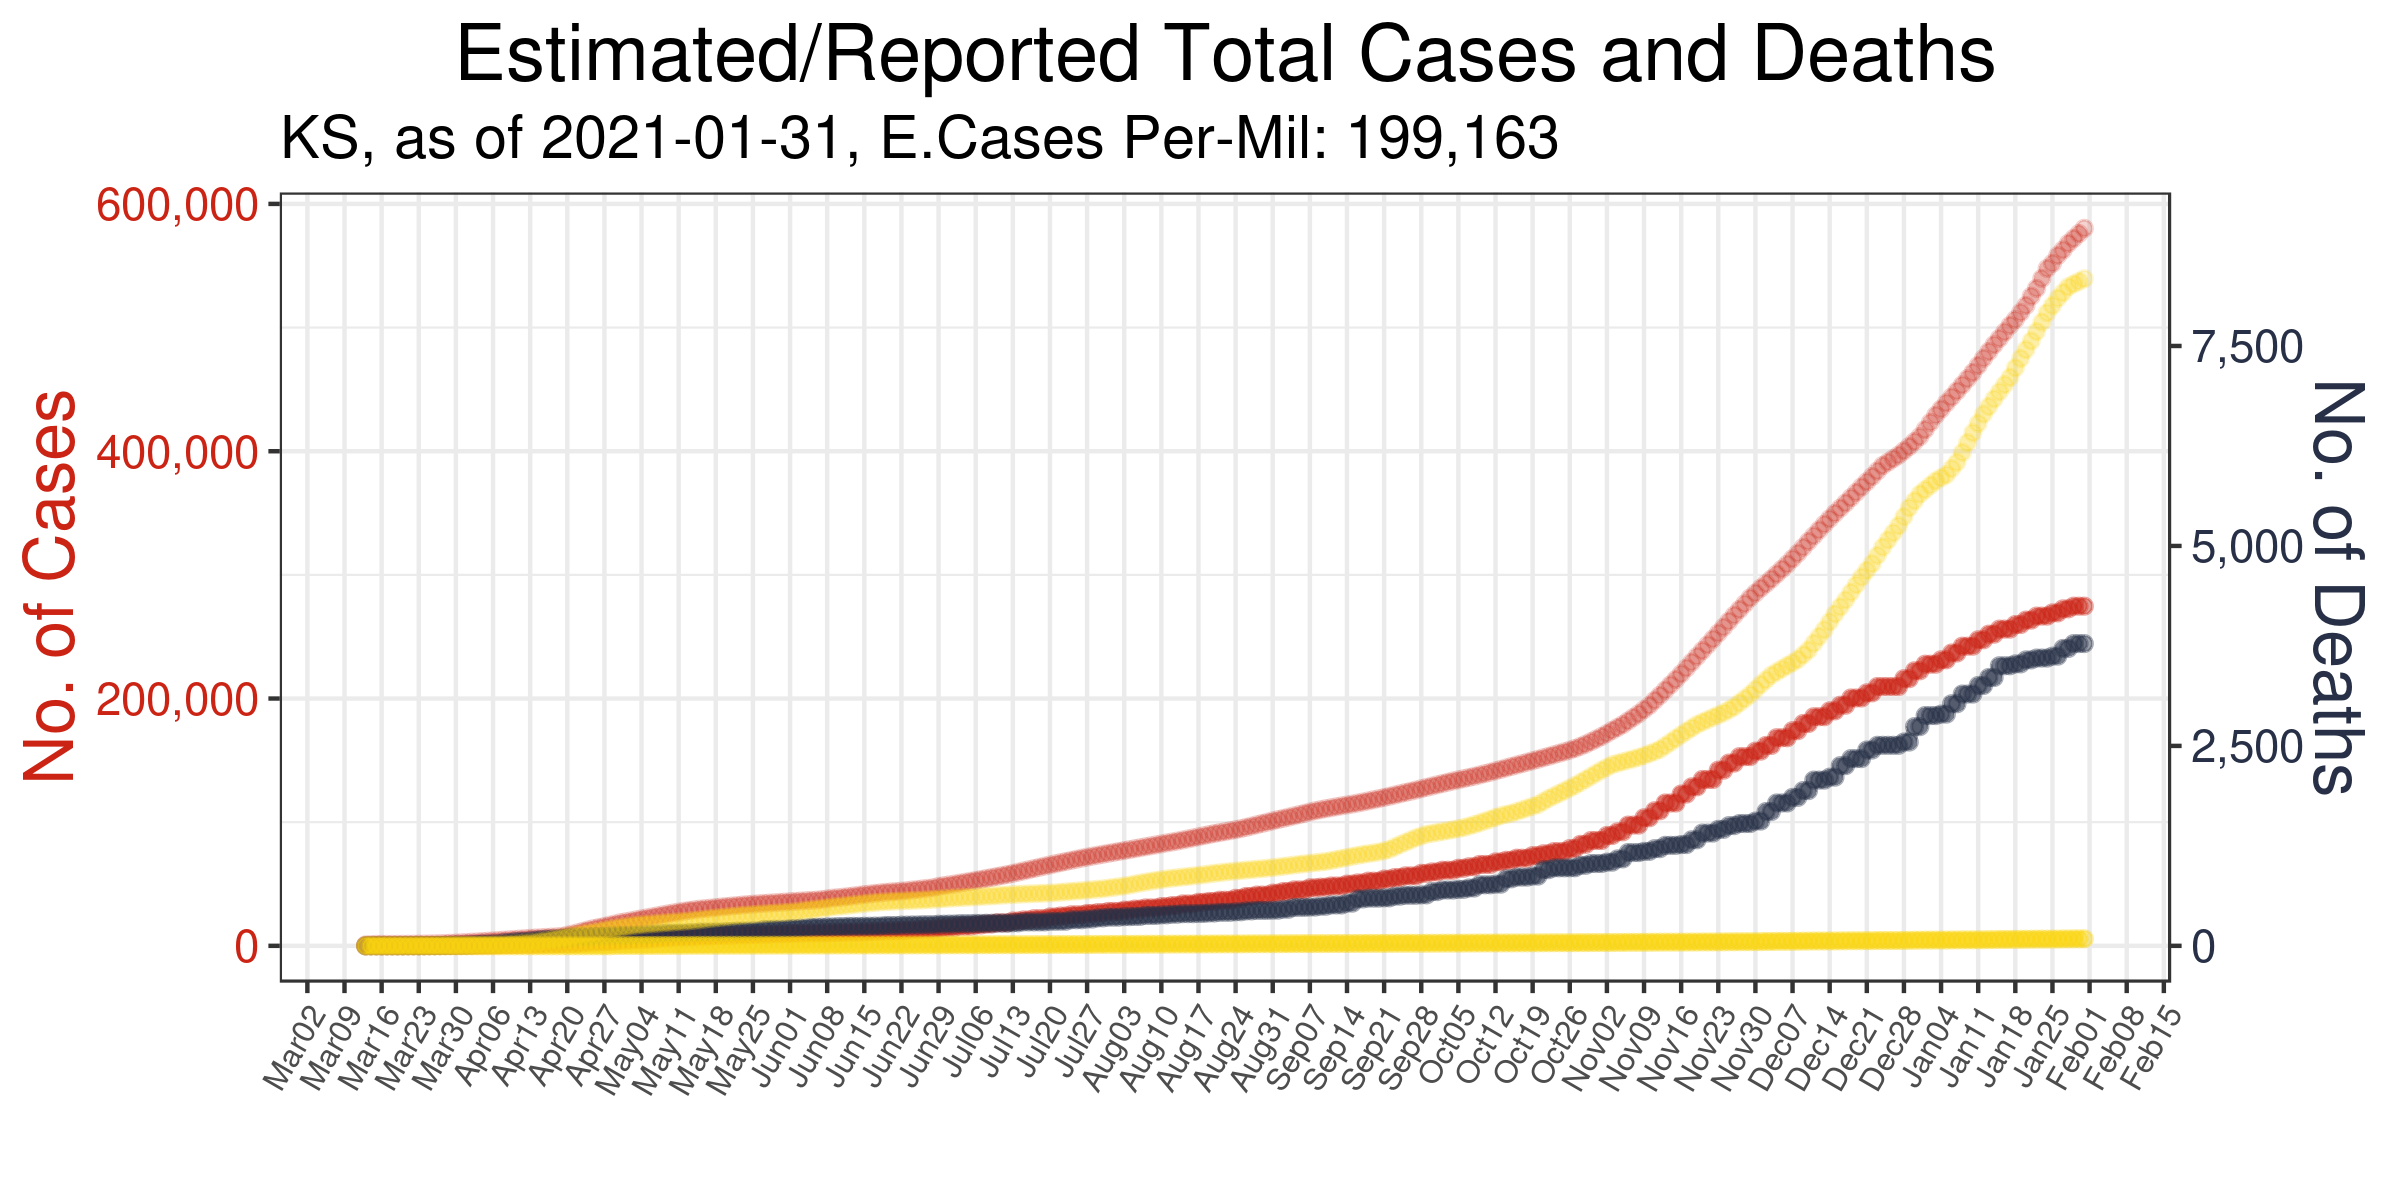 Estimated/Reported Total Cases and Deaths
KS, as of 2021-01-31, E.Cases Per-Mil: 199,163
No. of Cases
600,000
400,000
200,000
0
7,500
5,000
2,500
0
No. of Deaths
Mar02 Mar09 Mar16 Mar23 Mar30 Apr06 Apr13 Apr20 Apr27 May04 May11 May18 May25 Jun01 Jun08 Jun15 Jun22 Jun29 Jul06 Jul13 Jul20 Jul27 Aug03 Aug10 Aug17 Aug24 Aug31 Sep07 Sep14 Sep21 Sep28 Oct05 Oct12 Oct19 Oct26 Nov02 Nov09 Nov16 Nov23 Nov30 Dec07 Dec14 Dec21 Dec28 Jan04 Jan11 Jan18 Jan25 Feb01 Feb08 Feb15